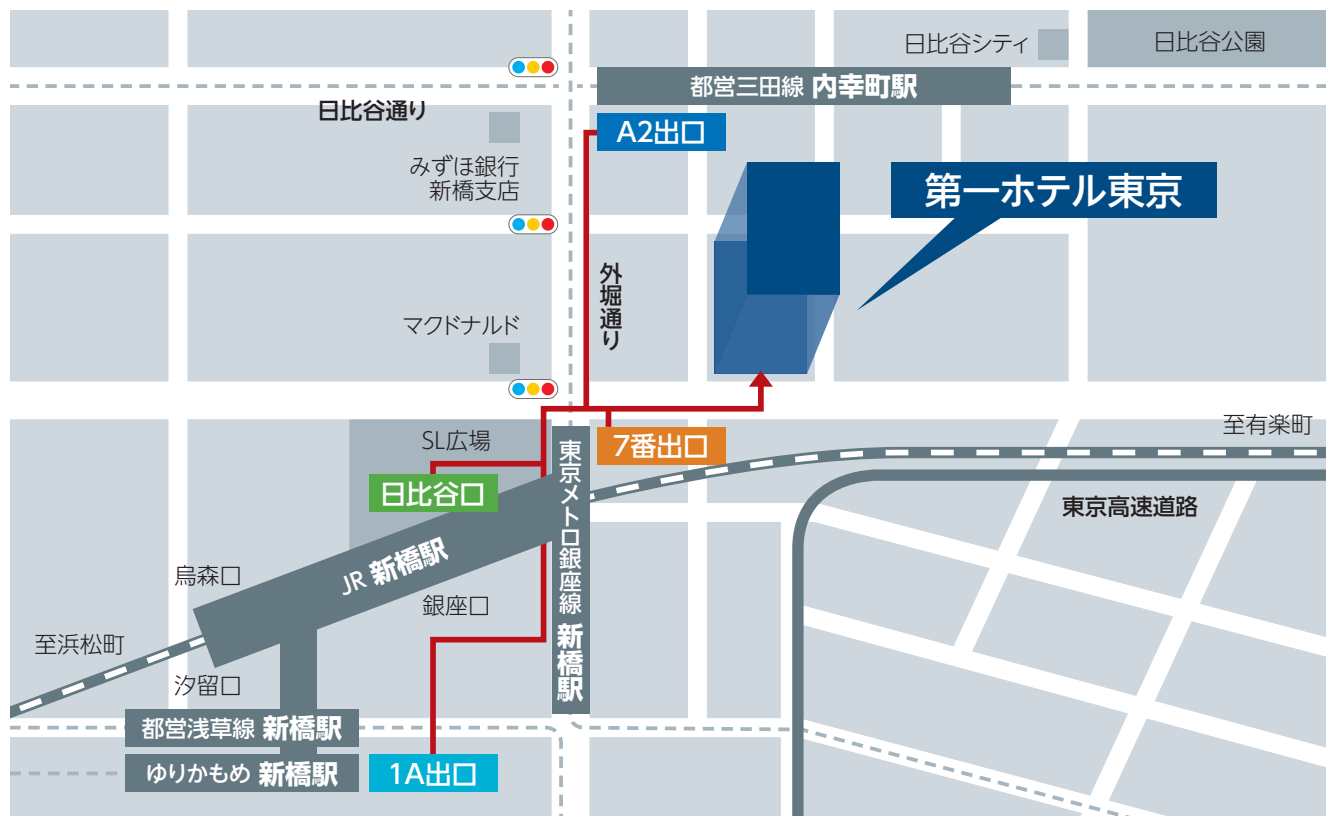 日比谷シティ
日比谷公園
都営三田線 内幸町駅
日比谷通り
A2出口
みずほ銀行
新橋支店
第一ホテル東京
外堀通り
マクドナルド
至有楽町
SL広場
7番出口
日比谷口
東京メトロ銀座線 新橋駅
東京高速道路
JR 新橋駅
烏森口
銀座口
至浜松町
汐留口
都営浅草線 新橋駅
ゆりかもめ 新橋駅
1A出口